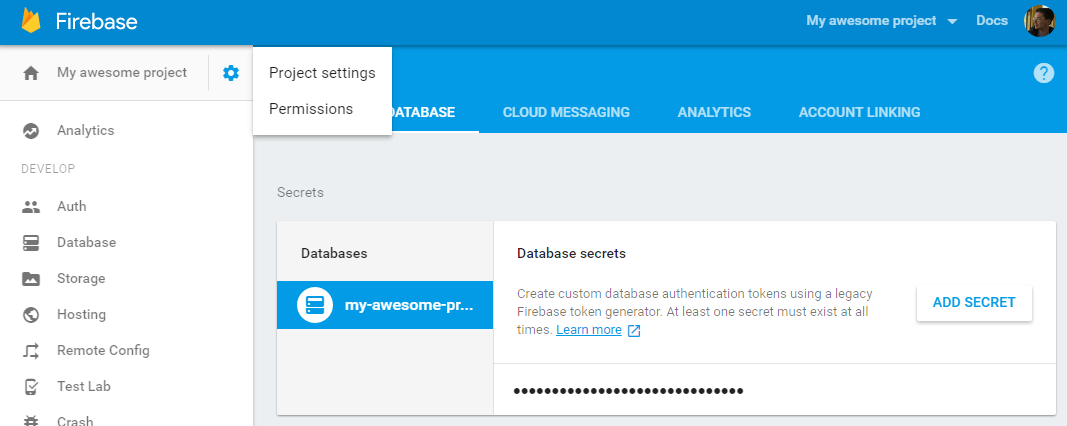 Firebase
My awesome project
Docs
My awesome project
Project settings
Permissions
DATABASE
CLOUD MESSAGING
ANALYTICS
ACCOUNT LINKING
Analytics
DEVELOP
Auth
Database
Storage
Hosting
Remote Config
Test Lab
Crash
Secrets
Databases
my-awesome-pr...
Database secrets
Create custom database authentication tokens using a legacy
Firebase token generator. At least one secret must exist at all
times. Learn more
ADD SECRET
••••••••••••••••••••••••••••••